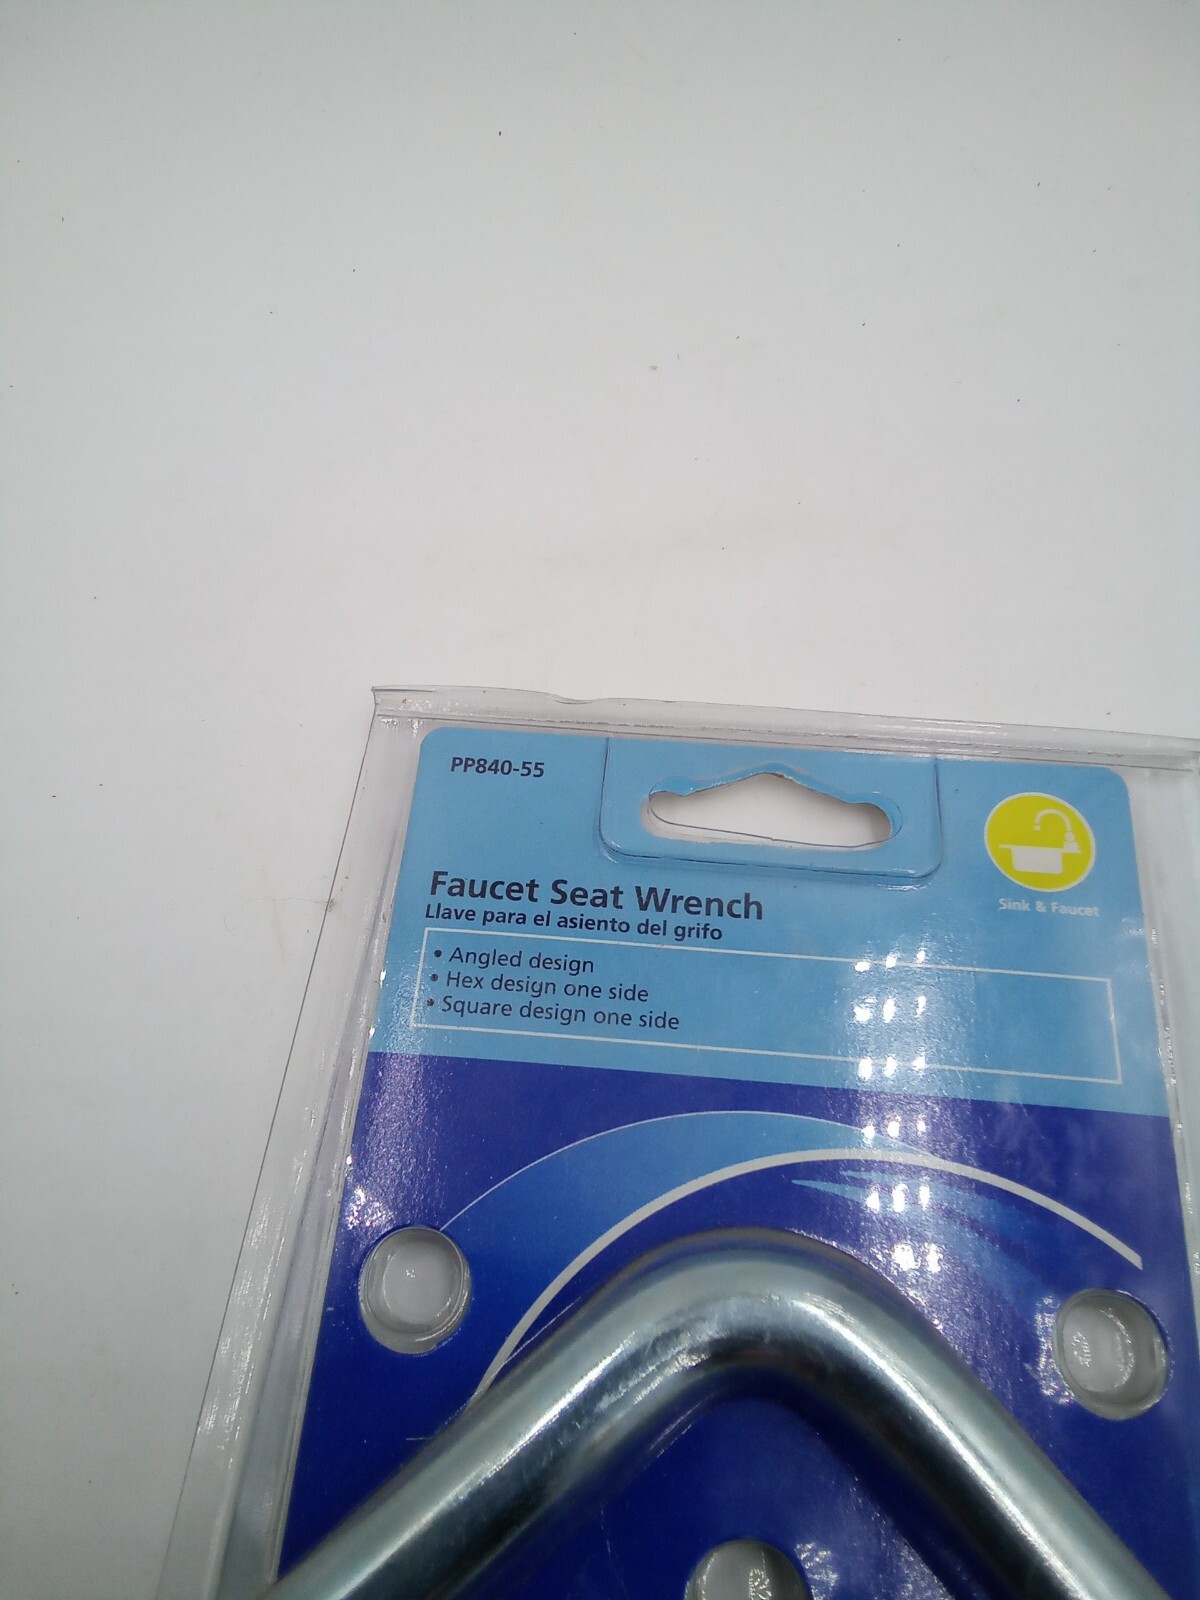 PP840-55
Sink & Faucet
Faucet Seat Wrench
Llave para el asiento del grifo
• Angled design
• Hex design one side
• Square design one side